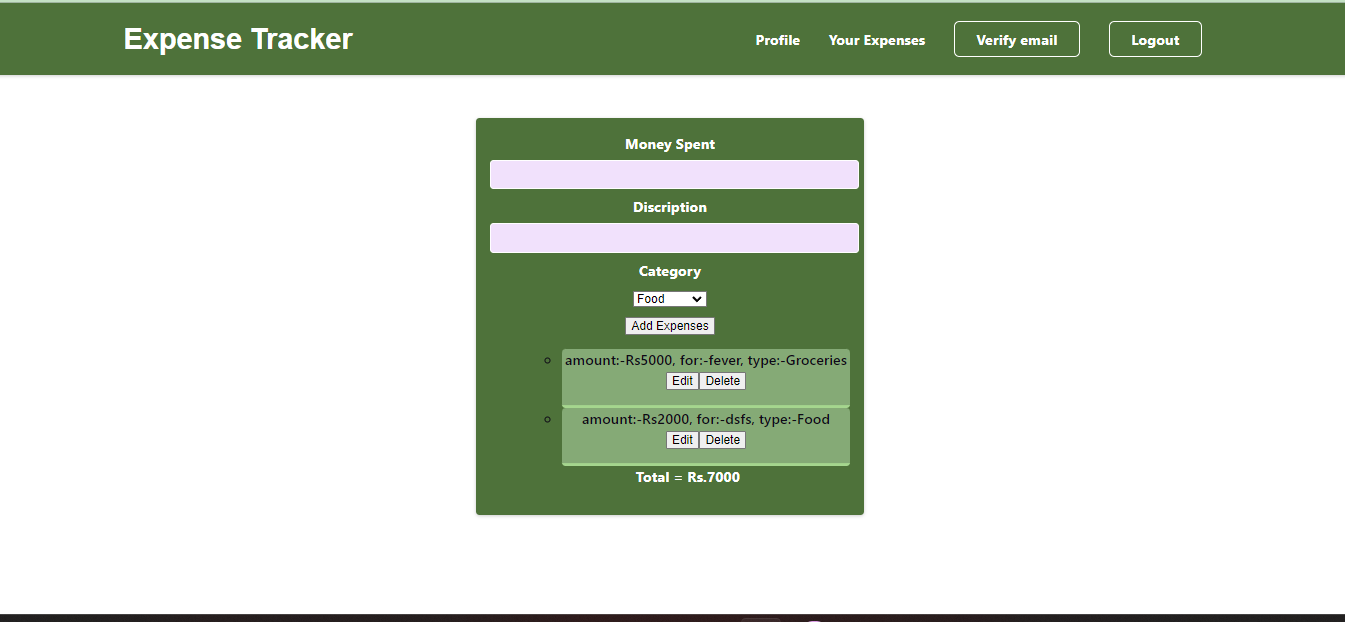 Expense Tracker Profile Your Expenses Verify email Logout
Money Spent
Discription
Category
Food
Add Expenses
amount:-Rs5000, for:-fever, type:-Groceries
Edit Delete
amount:-Rs2000, for:-dsfs, type:-Food
Edit Delete
Total = Rs.7000